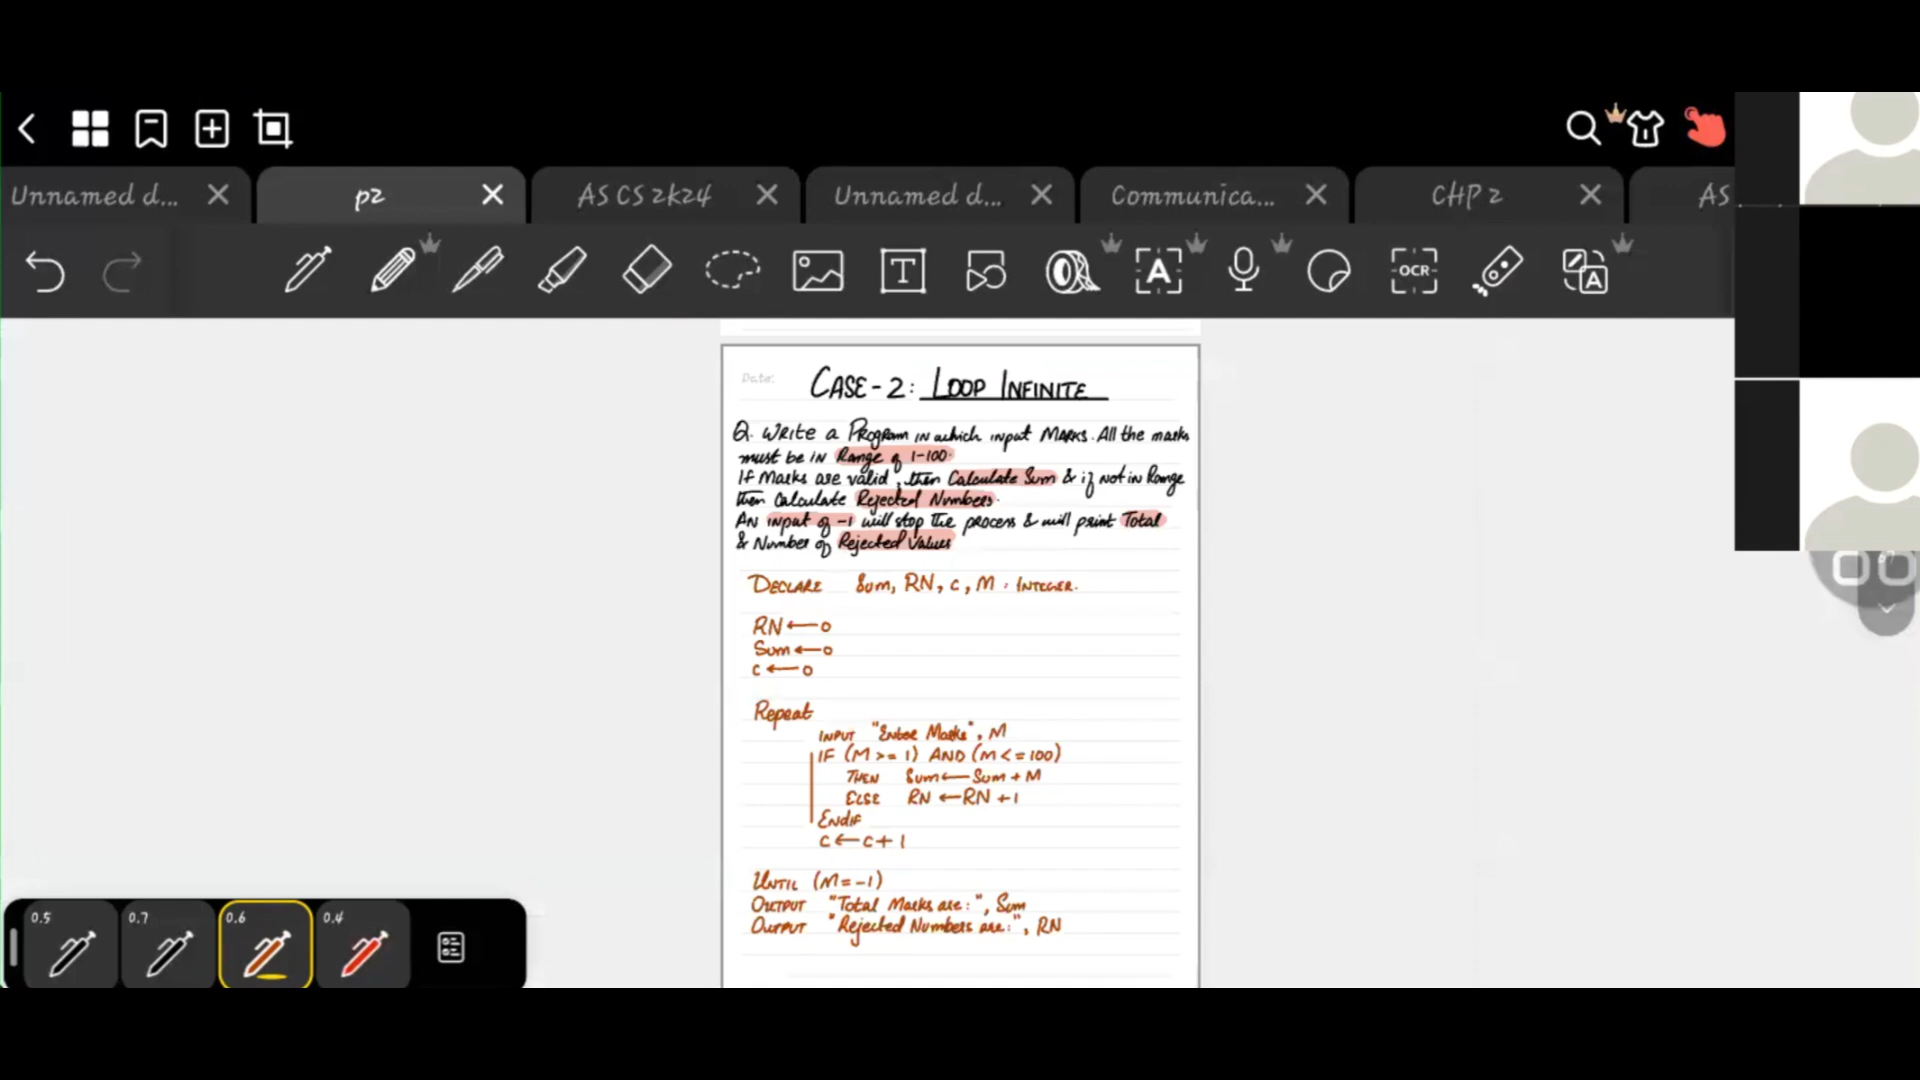 Unnamed d...
p2
AS CS 2k24
Unnamed d...
Communica...
CHP 2
AS
T
A
OCR
A
Date:
CASE-2: LOOP INFINITE
Q. Write a Program in which input MARKS. All the marks
must be in Range of 1-100.
If Marks are valid, then Calculate Sum & if not in Range
then Calculate Rejected Numbers.
An input of -1 will stop the process & will print Total
& Number of Rejected Values
DECLARE Sum, RN, C, M : INTEGER.
RN ← 0
Sum ← 0
C ← 0
Repeat
INPUT "Enter Marks", M
IF (M >= 1) AND (M <= 100)
THEN Sum ← Sum + M
ELSE RN ← RN + 1
ENDIF
C ← C + 1
UNTIL (M = -1)
OUTPUT "Total Marks are:", Sum
OUTPUT "Rejected Numbers are:", RN
0.5
0.7
0.6
0.4